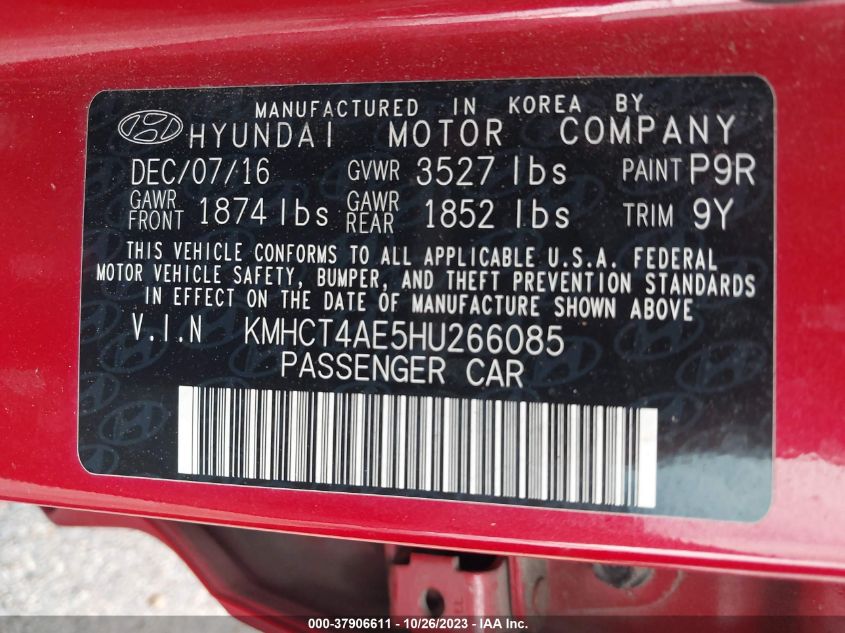 MANUFACTURED IN KOREA BY
HYUNDAI MOTOR COMPANY
DEC/07/16 GVWR 3527 lbs PAINT P9R
GAWR FRONT 1874 lbs GAWR REAR 1852 lbs TRIM 9Y
THIS VEHICLE CONFORMS TO ALL APPLICABLE U.S.A. FEDERAL
MOTOR VEHICLE SAFETY, BUMPER, AND THEFT PREVENTION STANDARDS
IN EFFECT ON THE DATE OF MANUFACTURE SHOWN ABOVE
V.I.N KMHCT4AE5HU266085
PASSENGER CAR
000-37906611 - 10/26/2023 - IAA Inc.